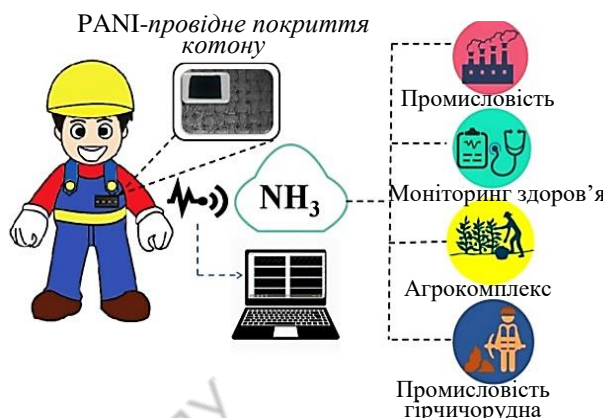 PANI-провідне покриття
котону
NH₃
Промисловість
Моніторинг здоров’я
Агрокомплекс
Промисловість
гірчичорудна